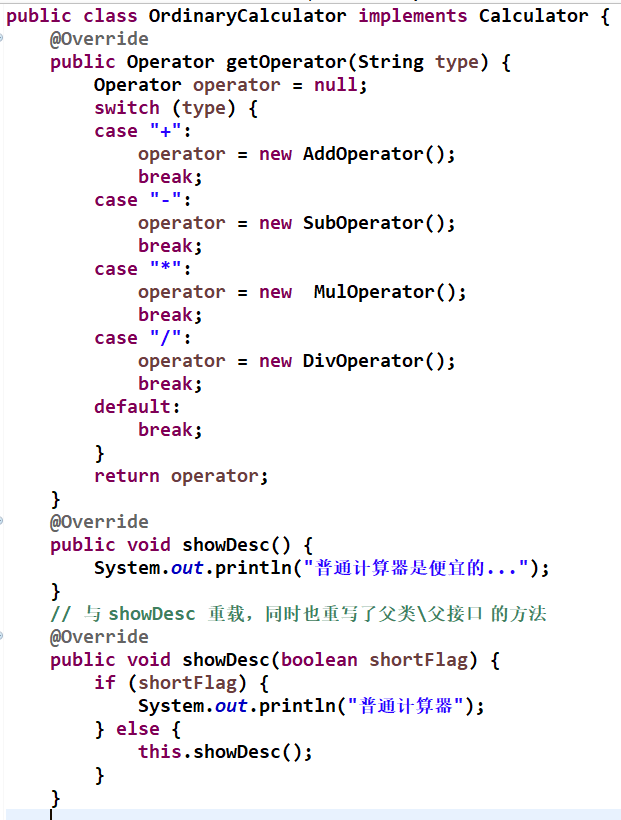 public class OrdinaryCalculator implements Calculator {
    @Override
    public Operator getOperator(String type) {
        Operator operator = null;
        switch (type) {
        case "+":
            operator = new AddOperator();
            break;
        case "-":
            operator = new SubOperator();
            break;
        case "*":
            operator = new  MulOperator();
            break;
        case "/":
            operator = new DivOperator();
            break;
        default:
            break;
        }
        return operator;
    }
    @Override
    public void showDesc() {
        System.out.println("普通计算器是便宜的...");
    }
    // 与 showDesc 重载，同时也重写了父类\父接口 的方法
    @Override
    public void showDesc(boolean shortFlag) {
        if (shortFlag) {
            System.out.println("普通计算器");
        } else {
            this.showDesc();
        }
    }